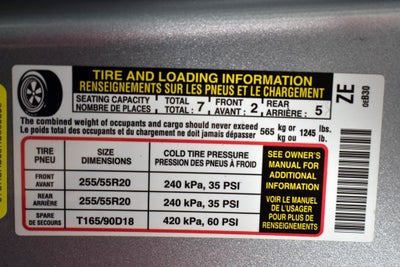 TIRE AND LOADING INFORMATION
RENSEIGNEMENTS SUR LES PNEUS ET LE CHARGEMENT
SEATING CAPACITY TOTAL FRONT REAR
NOMBRE DE PLACES TOTAL : 7 AVANT : 2 ARRIÈRE : 5
The combined weight of occupants and cargo should never exceed
Le poids total des occupants et du chargement ne doit jamais dépasser
565 kg or kg ou 1245 lbs. lb.
ZE
0EB30
TIRE SIZE COLD TIRE PRESSURE
PNEU DIMENSIONS PRESSION DES PNEUS À FROID
FRONT
AVANT 255/55R20 240 kPa, 35 PSI
REAR
ARRIÈRE 255/55R20 240 kPa, 35 PSI
SPARE
DE SECOURS T165/90D18 420 kPa, 60 PSI
SEE OWNER'S
MANUAL FOR
ADDITIONAL
INFORMATION
VOIR LE MANUEL
DE L'USAGER
POUR PLUS DE
RENSEIGNEMENTS